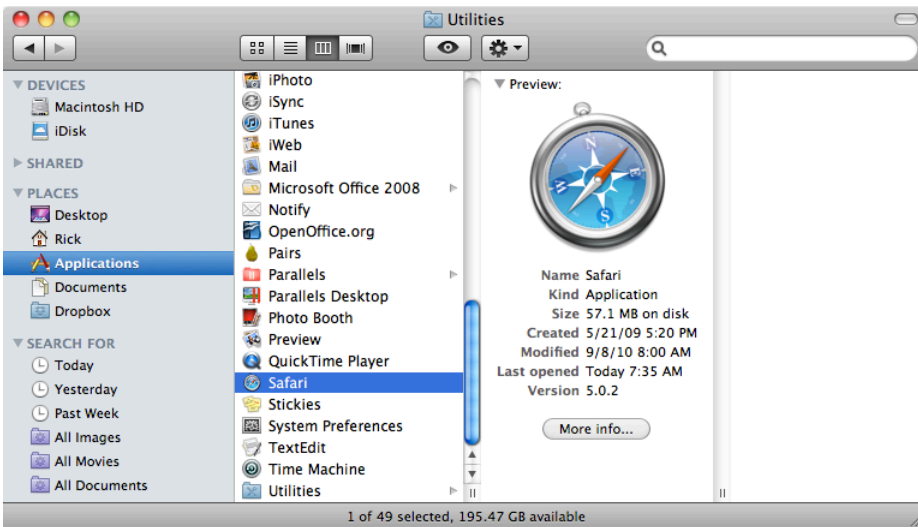 Utilities
DEVICES
Macintosh HD
iDisk
SHARED
PLACES
Desktop
Rick
Applications
Documents
Dropbox
SEARCH FOR
Today
Yesterday
Past Week
All Images
All Movies
All Documents
iPhoto
iSync
iTunes
iWeb
Mail
Microsoft Office 2008
Notify
OpenOffice.org
Pairs
Parallels
Parallels Desktop
Photo Booth
Preview
QuickTime Player
Safari
Stickies
System Preferences
TextEdit
Time Machine
Utilities
Preview:
N
E
S
W
Name Safari
Kind Application
Size 57.1 MB on disk
Created 5/21/09 5:20 PM
Modified 9/8/10 8:00 AM
Last opened Today 7:35 AM
Version 5.0.2
More info...
1 of 49 selected, 195.47 GB available